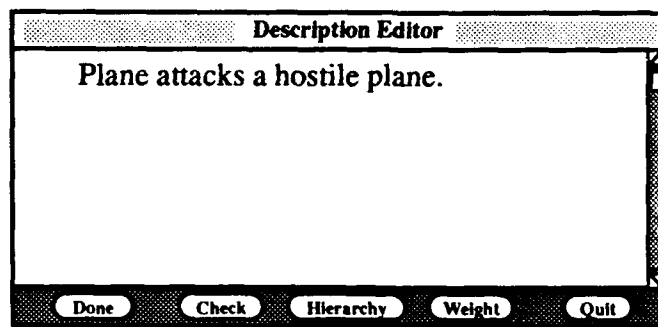 Description Editor
Plane attacks a hostile plane.
Done Check Hierarchy Weight Quit